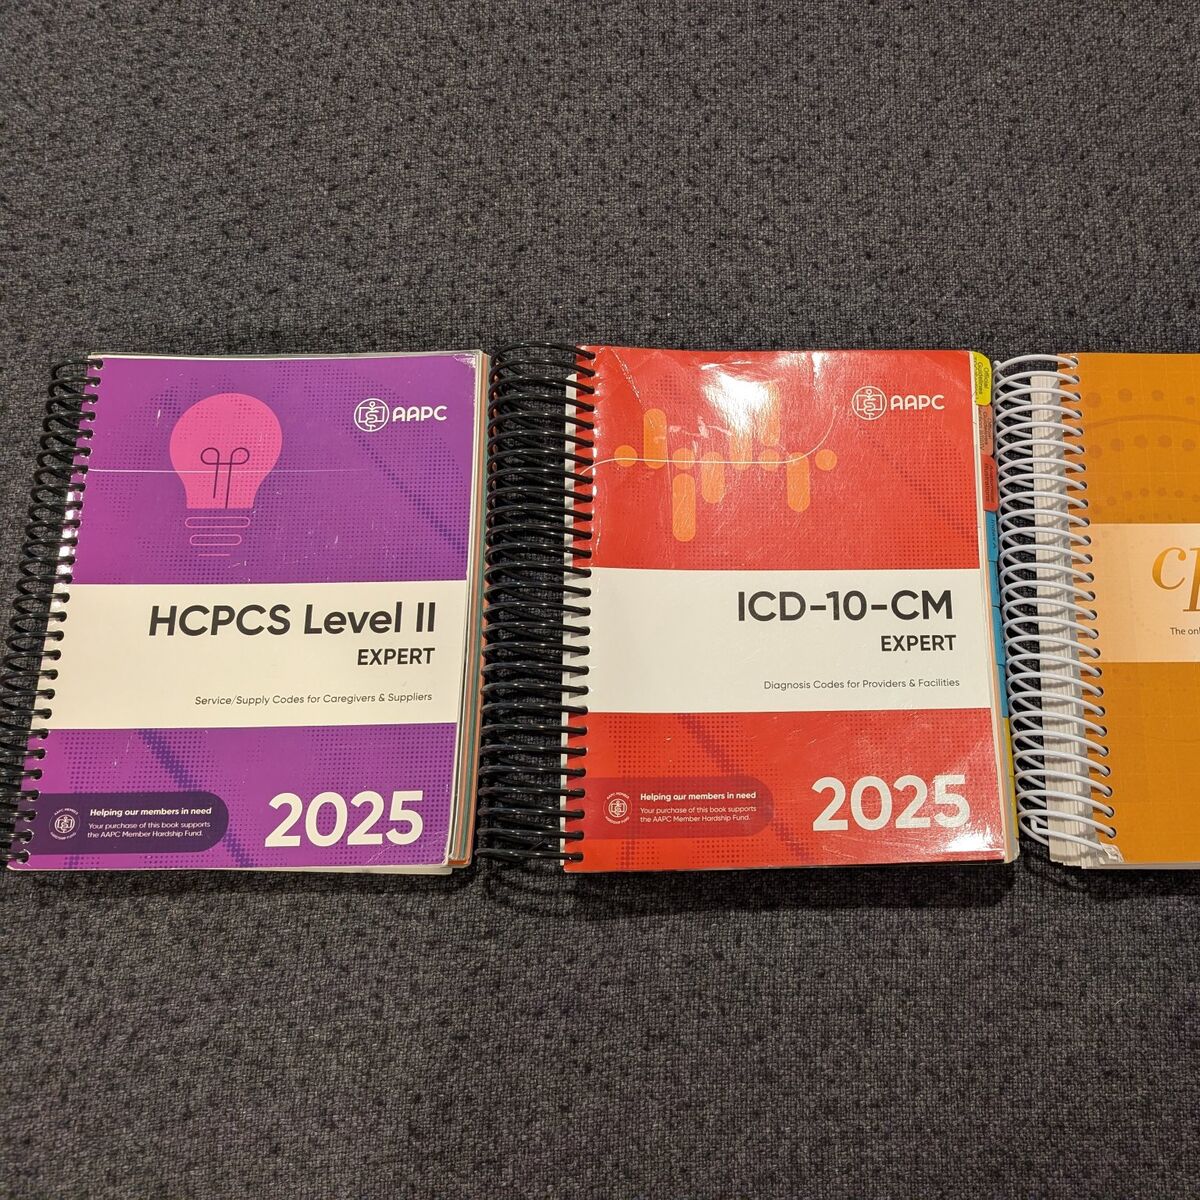 AAPC
HCPCS Level II
EXPERT
Service/Supply Codes for Caregivers & Suppliers
Helping our members in need
Your purchase of this book supports
the AAPC Member Hardship Fund.
2025
AAPC
ICD-10-CM
EXPERT
Diagnosis Codes for Providers & Facilities
Helping our members in need
Your purchase of this book supports
the AAPC Member Hardship Fund.
2025
Official
The